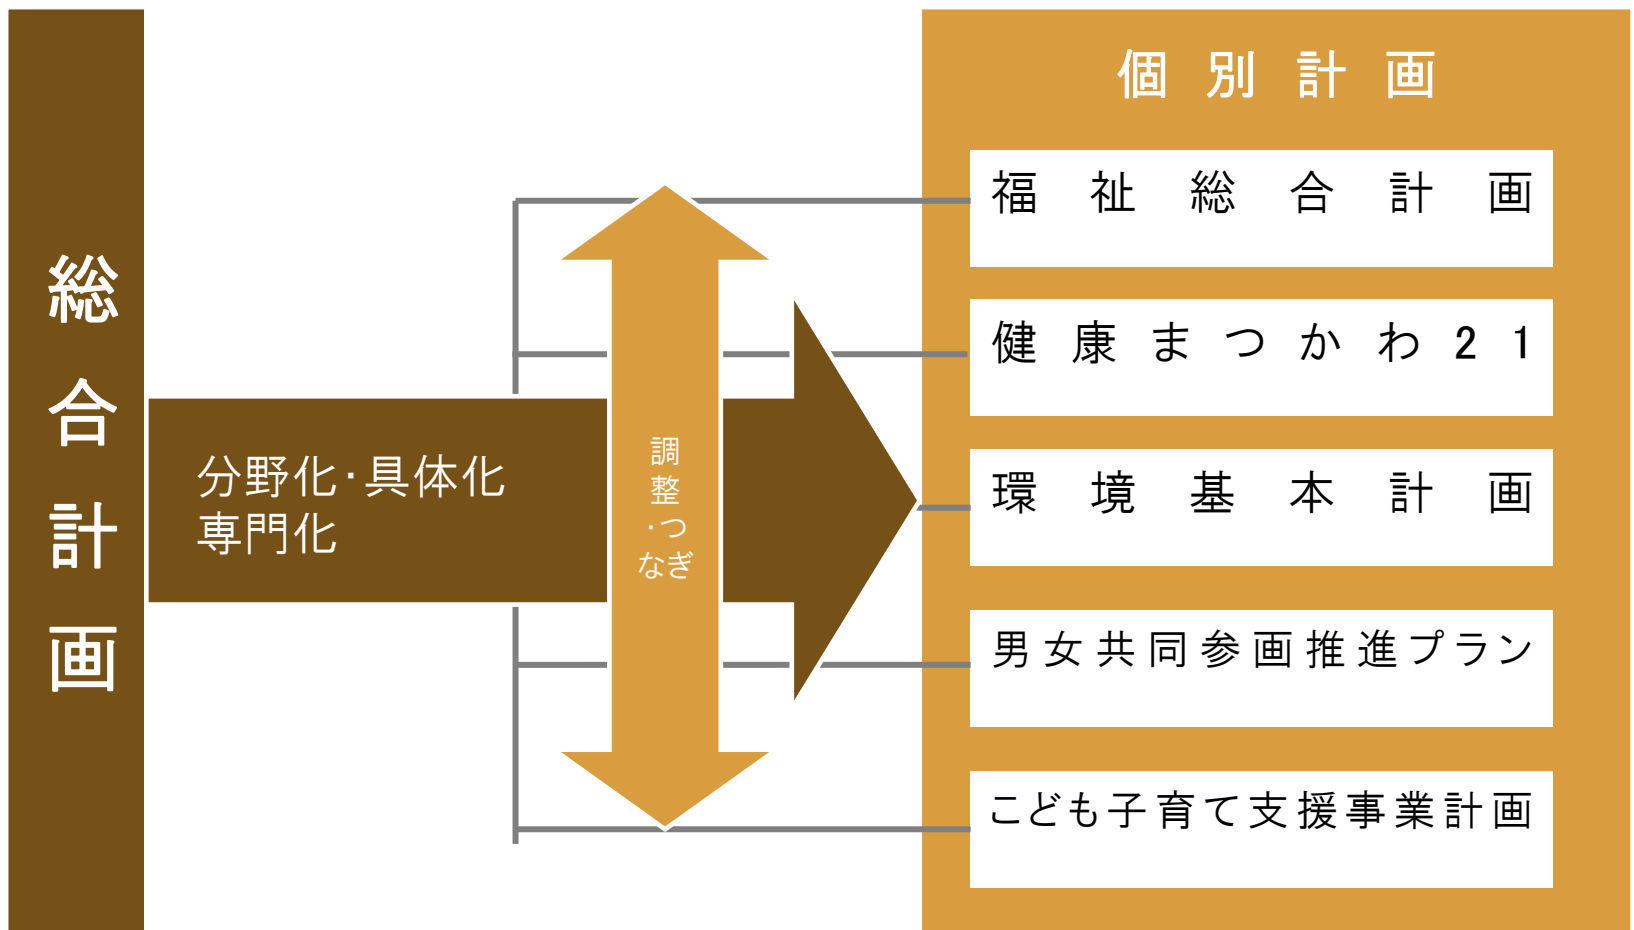 総合計画
分野化・具体化
専門化
調
整
・つ
なぎ
個別計画
福祉総合計画
健康まつかわ21
環境基本計画
男女共同参画推進プラン
こども子育て支援事業計画